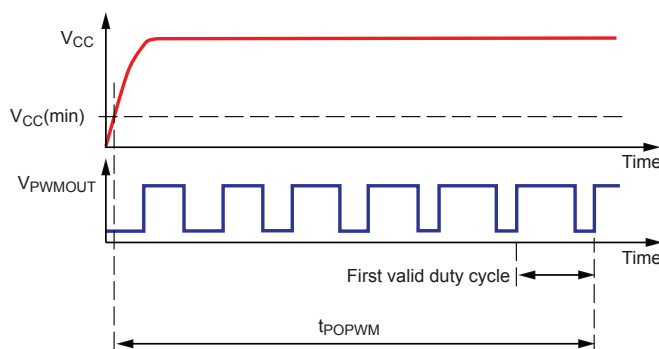 VCC
VCC(min)
Time
VPWMOUT
Time
First valid duty cycle
tPOPWM